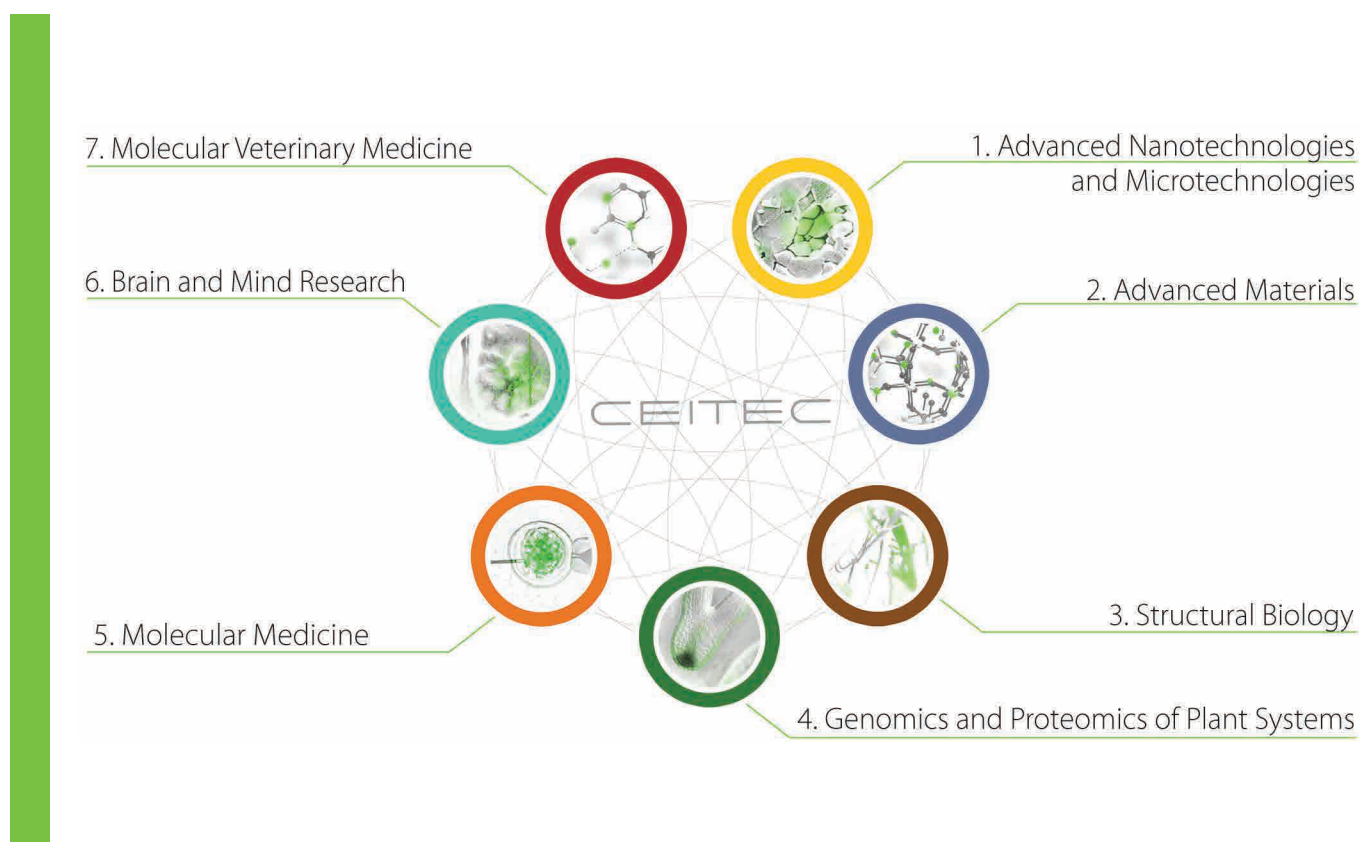 7. Molecular Veterinary Medicine
1. Advanced Nanotechnologies
and Microtechnologies
6. Brain and Mind Research
2. Advanced Materials
CEITEC
5. Molecular Medicine
3. Structural Biology
4. Genomics and Proteomics of Plant Systems